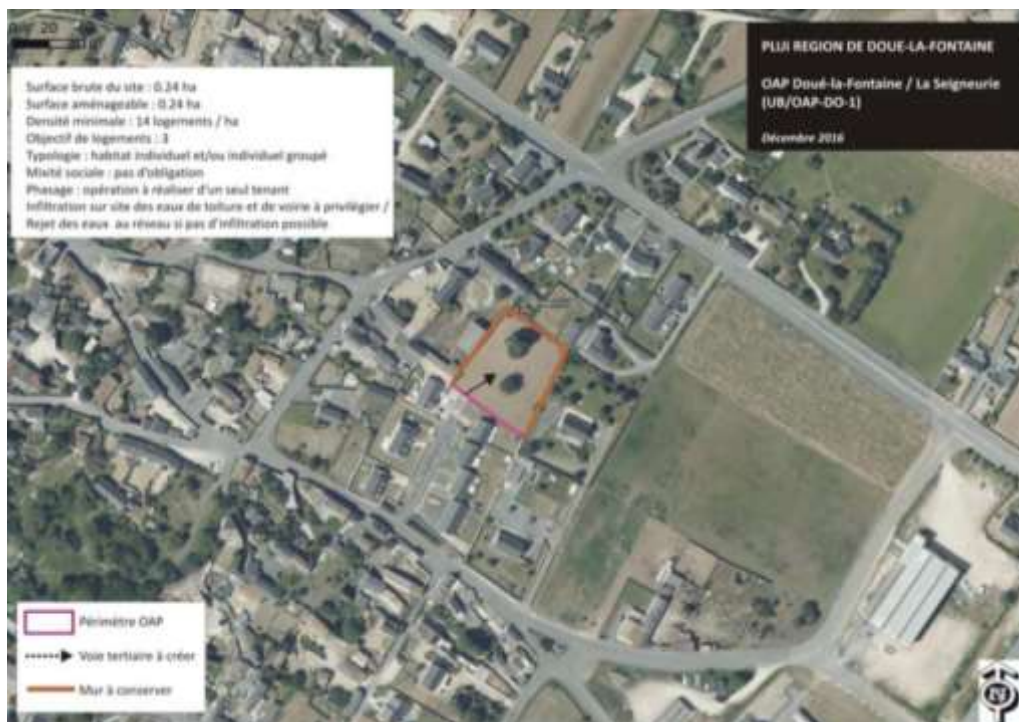 PLUI REGION DE DOUE-LA-FONTAINE
OAP Doué-la-Fontaine / La Seigneurie
(UB/OAP-DO-1)
Décembre 2016
Surface brute du site : 0.24 ha
Surface aménageable : 0.24 ha
Densité minimale : 14 logements / ha
Objectif de logements : 3
Typologie : habitat individuel et/ou individuel groupé
Mixité sociale : pas d'obligation
Phasage : opération à réaliser d'un seul tenant
Infiltration sur site des eaux de toiture et de voirie à privilégier /
Rejet des eaux au réseau si pas d'infiltration possible
Périmètre OAP
Voie tertiaire à créer
Mur à conserver
N